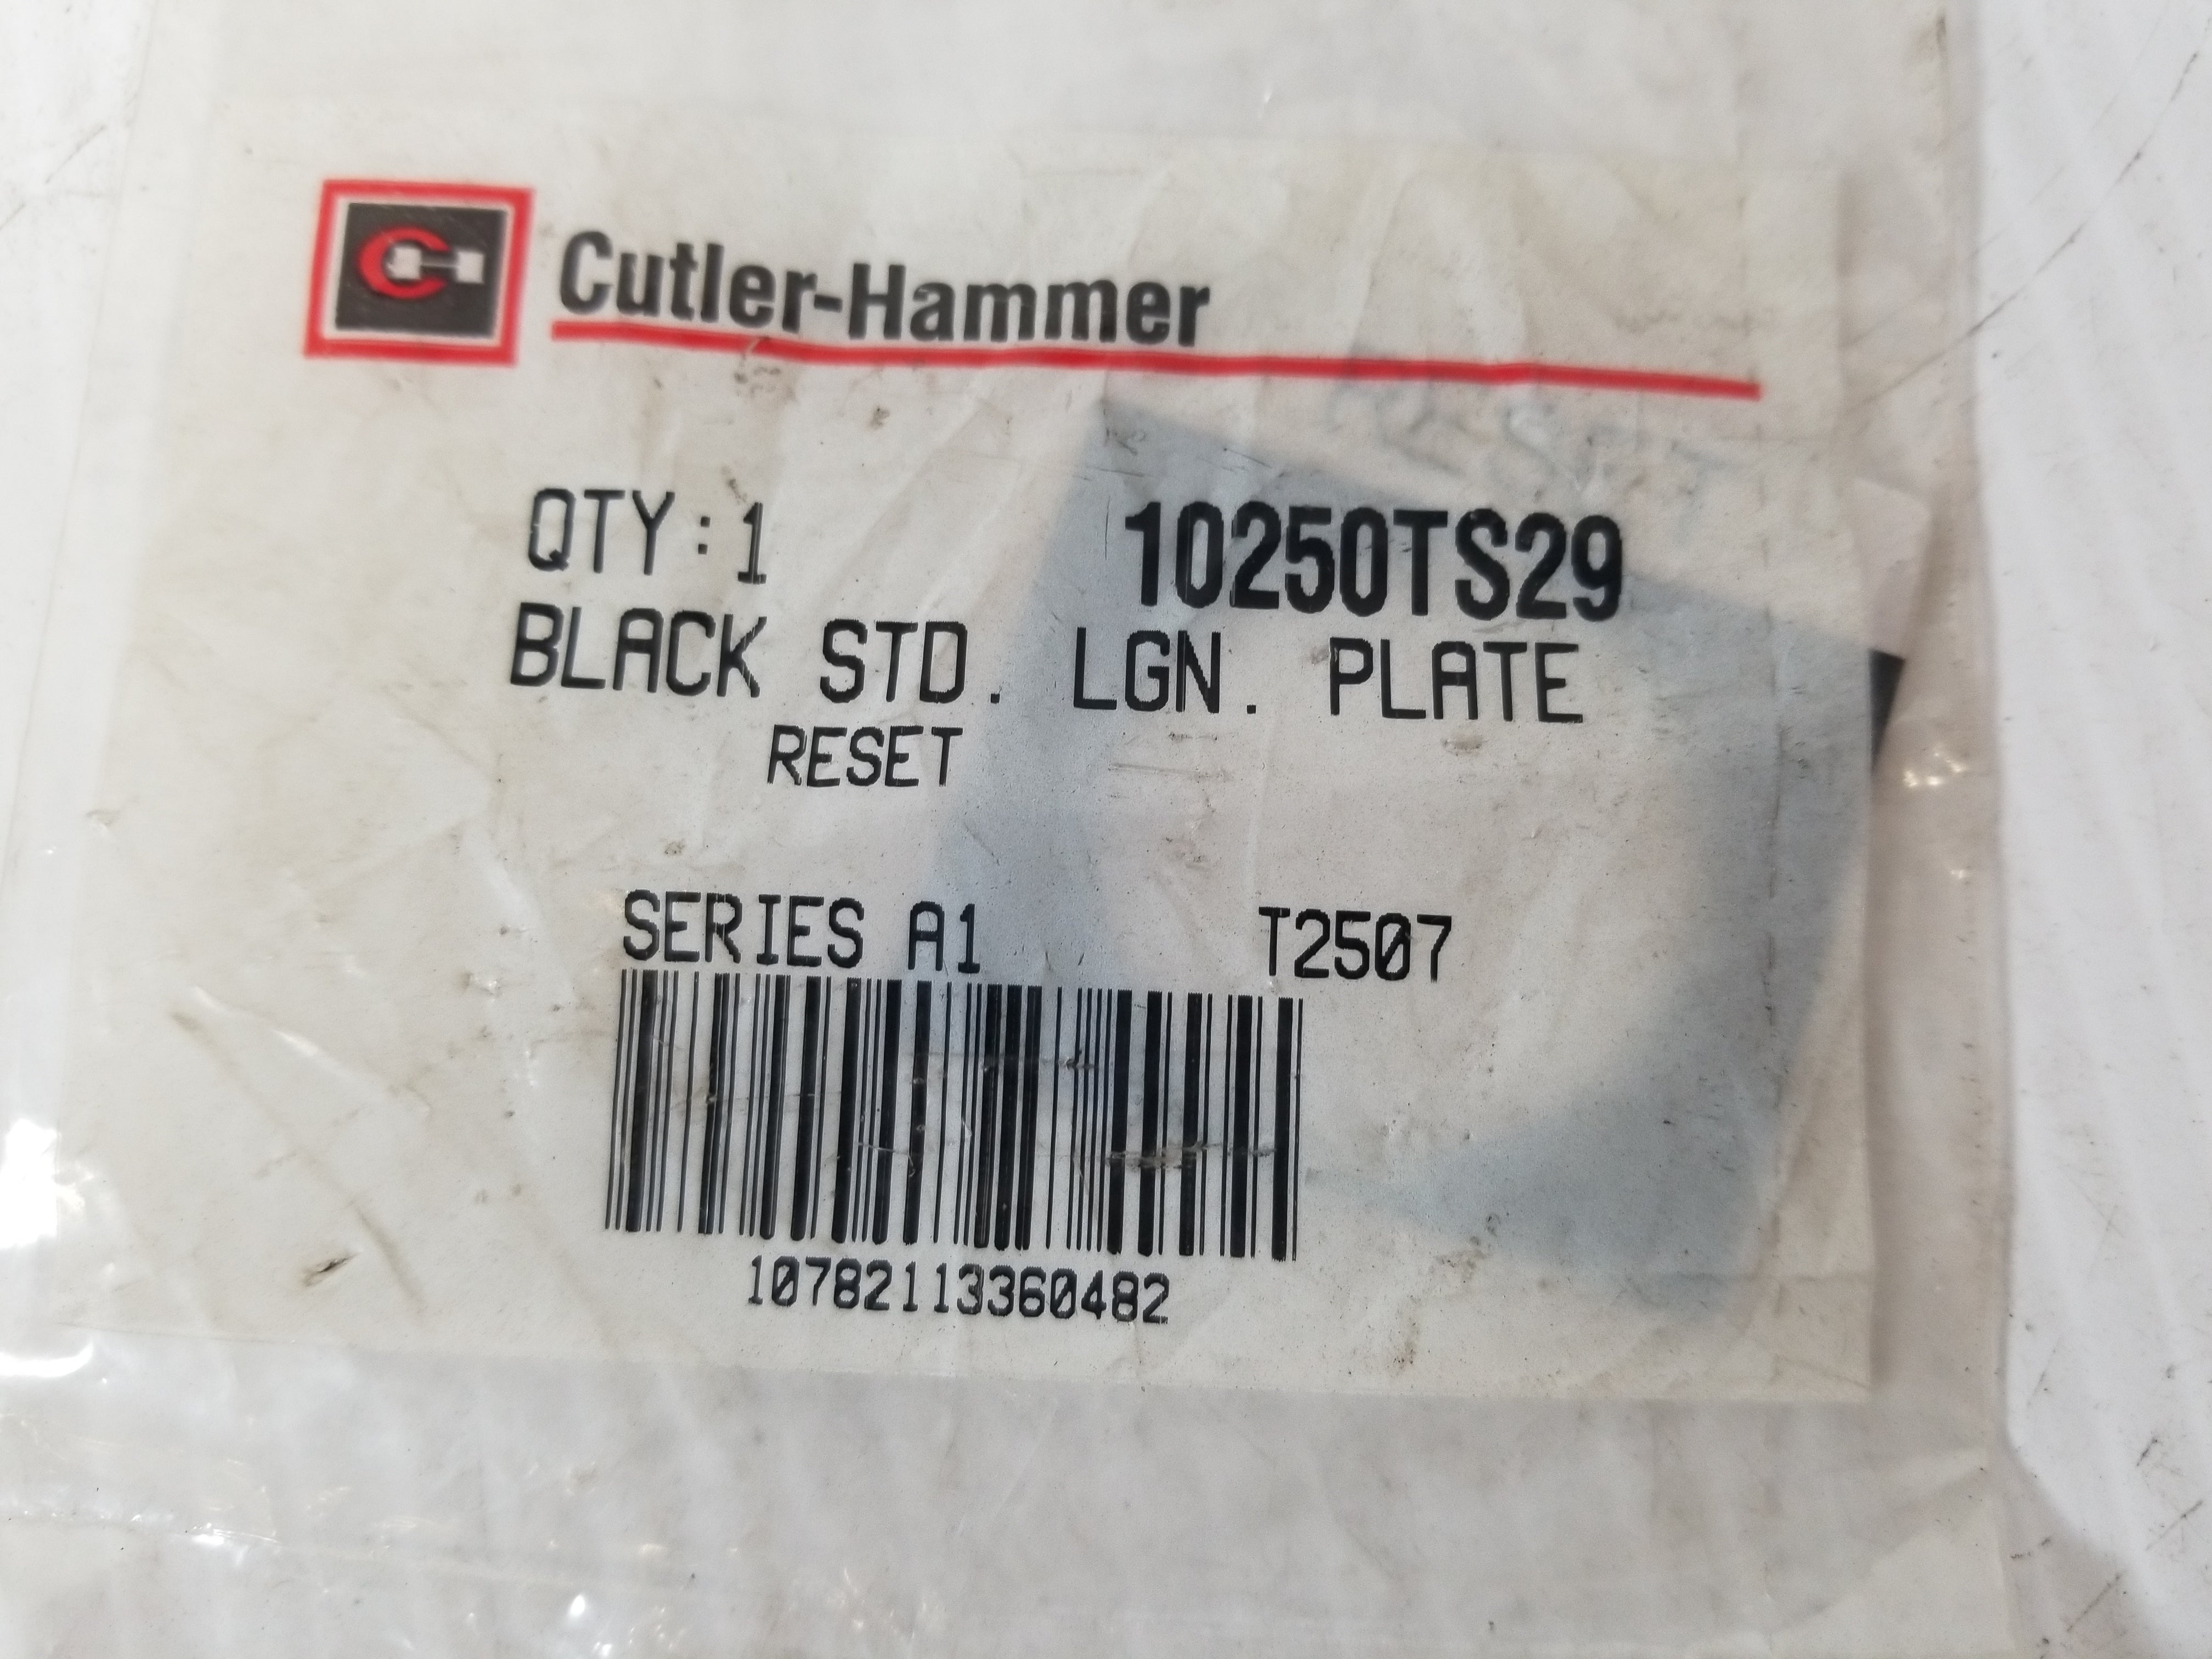 Cutler-Hammer
QTY:1 10250TS29
BLACK STD. LGN. PLATE
RESET
SERIES A1 T2507
10782113360482